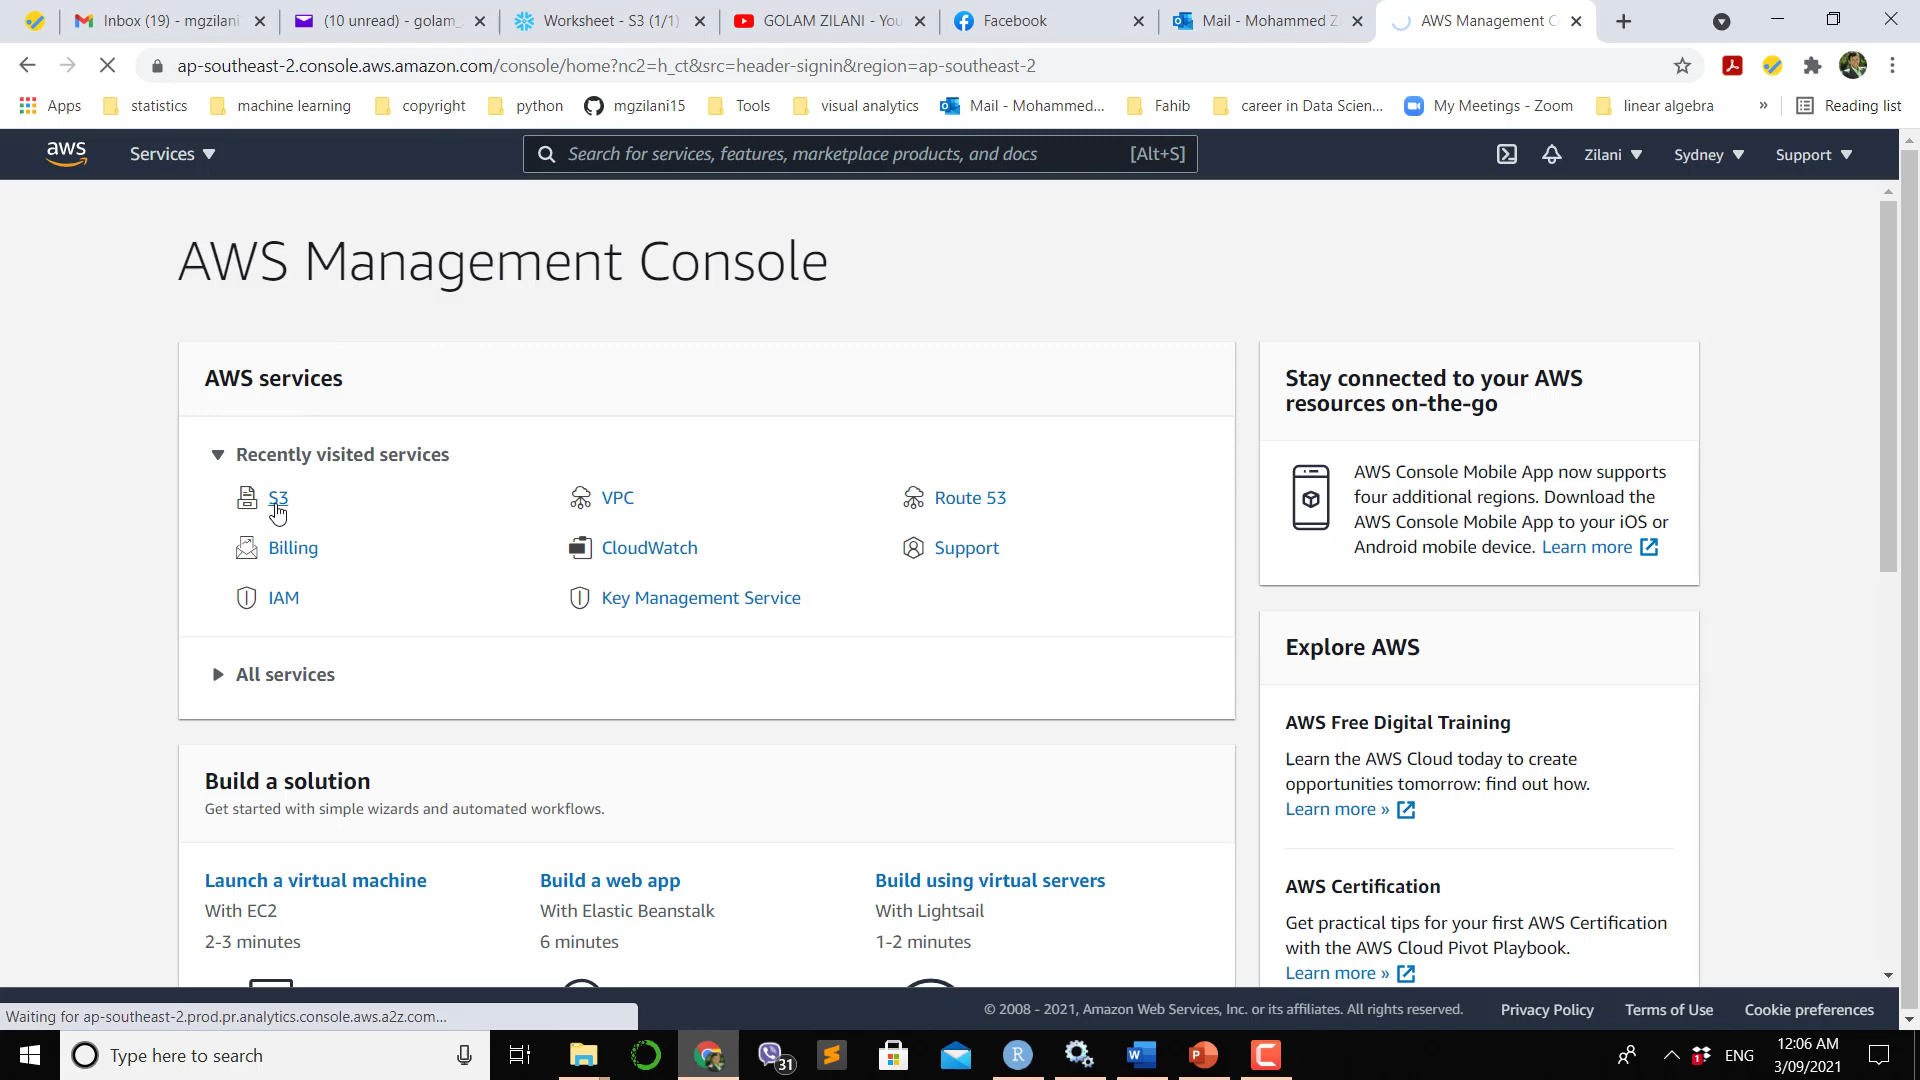 Inbox (19) - mgzilani
(10 unread) - golam_
Worksheet - S3 (1/1)
GOLAM ZILANI - You
Facebook
Mail - Mohammed Z
AWS Management C
ap-southeast-2.console.aws.amazon.com/console/home?nc2=h_ct&src=header-signin&region=ap-southeast-2
Apps
statistics
machine learning
copyright
python
mgzilani15
Tools
visual analytics
Mail - Mohammed...
Fahib
career in Data Scien...
My Meetings - Zoom
linear algebra
»
Reading list
aws
Services
Search for services, features, marketplace products, and docs
[Alt+S]
Zilani
Sydney
Support
AWS Management Console
AWS services
Recently visited services
S3
VPC
Route 53
Billing
CloudWatch
Support
IAM
Key Management Service
All services
Stay connected to your AWS
resources on-the-go
AWS Console Mobile App now supports
four additional regions. Download the
AWS Console Mobile App to your iOS or
Android mobile device. Learn more
Explore AWS
AWS Free Digital Training
Learn the AWS Cloud today to create
opportunities tomorrow: find out how.
Learn more »
AWS Certification
Get practical tips for your first AWS Certification
with the AWS Cloud Pivot Playbook.
Learn more »
Build a solution
Get started with simple wizards and automated workflows.
Launch a virtual machine
With EC2
2-3 minutes
Build a web app
With Elastic Beanstalk
6 minutes
Build using virtual servers
With Lightsail
1-2 minutes
Waiting for ap-southeast-2.prod.pr.analytics.console.aws.a2z.com...
© 2008 - 2021, Amazon Web Services, Inc. or its affiliates. All rights reserved.
Privacy Policy
Terms of Use
Cookie preferences
Type here to search
31
R
W
P
C
1
ENG
12:06 AM
3/09/2021